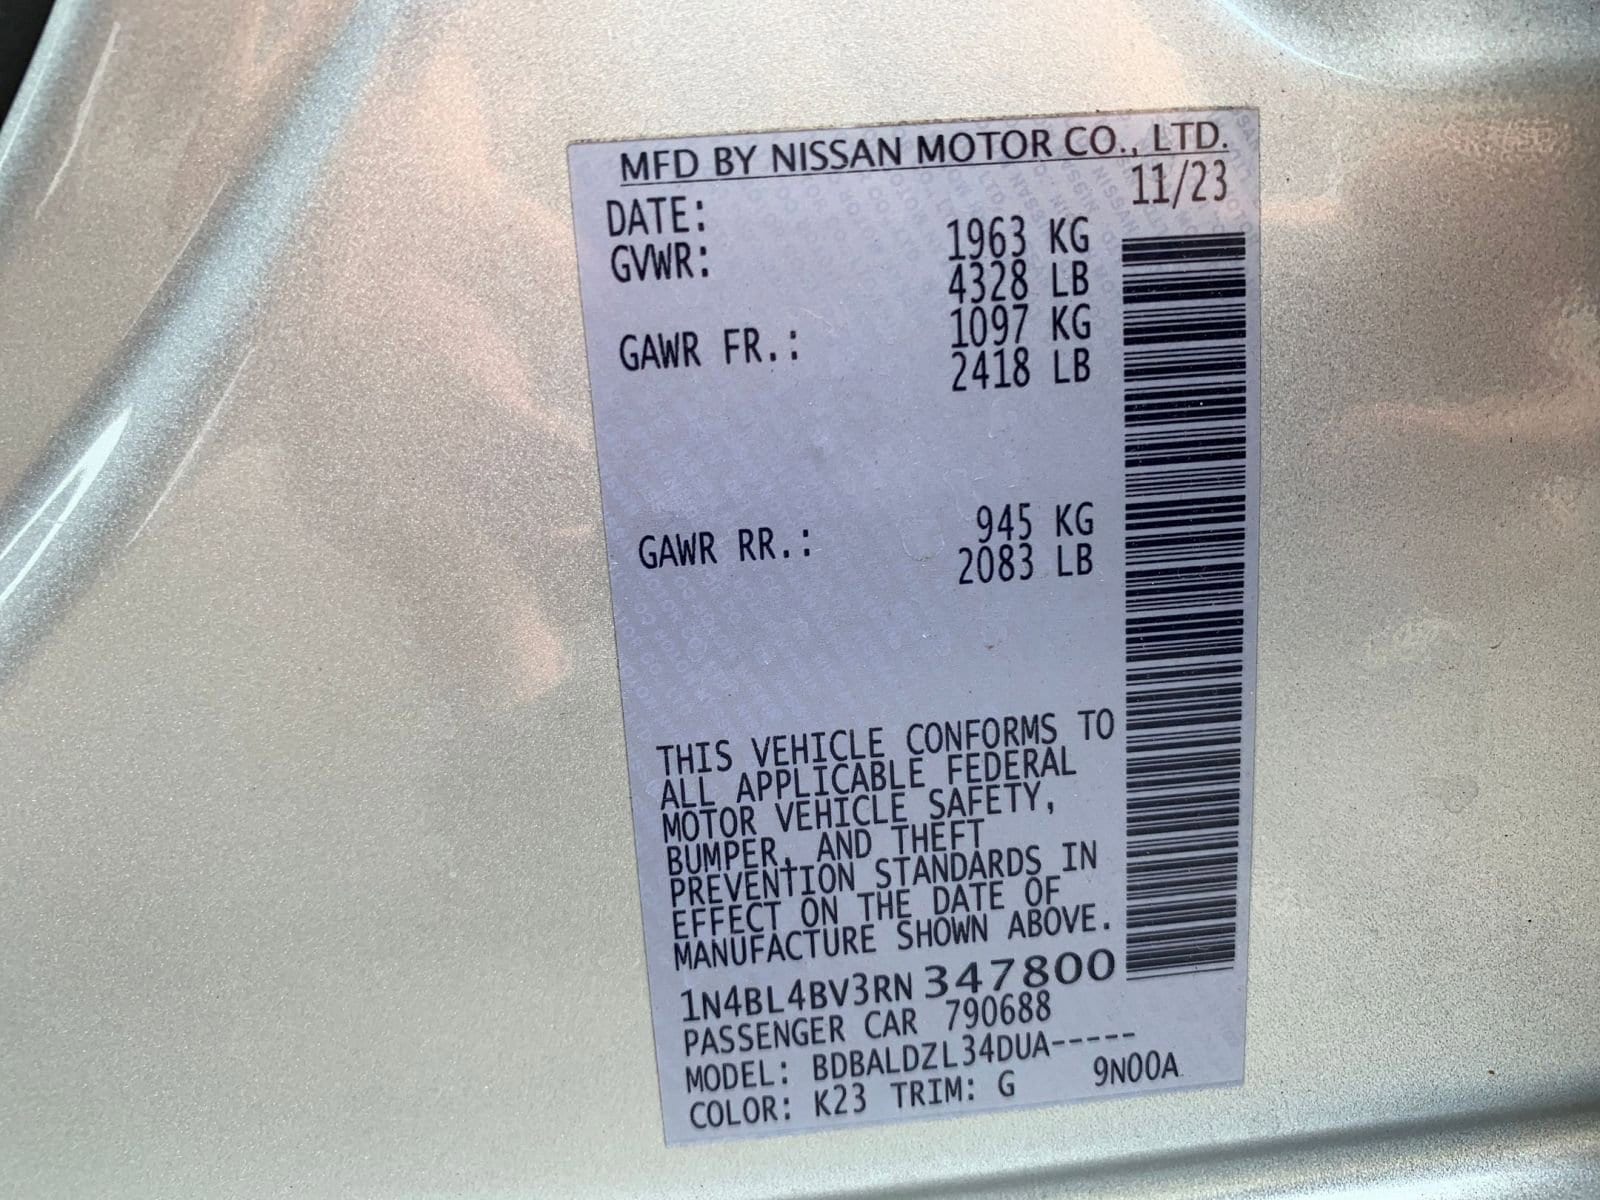 MFD BY NISSAN MOTOR CO., LTD.
DATE: 11/23
GVWR: 1963 KG
4328 LB
GAWR FR.: 1097 KG
2418 LB
GAWR RR.: 945 KG
2083 LB
THIS VEHICLE CONFORMS TO
ALL APPLICABLE FEDERAL
MOTOR VEHICLE SAFETY,
BUMPER, AND THEFT
PREVENTION STANDARDS IN
EFFECT ON THE DATE OF
MANUFACTURE SHOWN ABOVE.
1N4BL4BV3RN347800
PASSENGER CAR 790688
MODEL: BDBALDZL34DUA-----
COLOR: K23 TRIM: G 9N00A